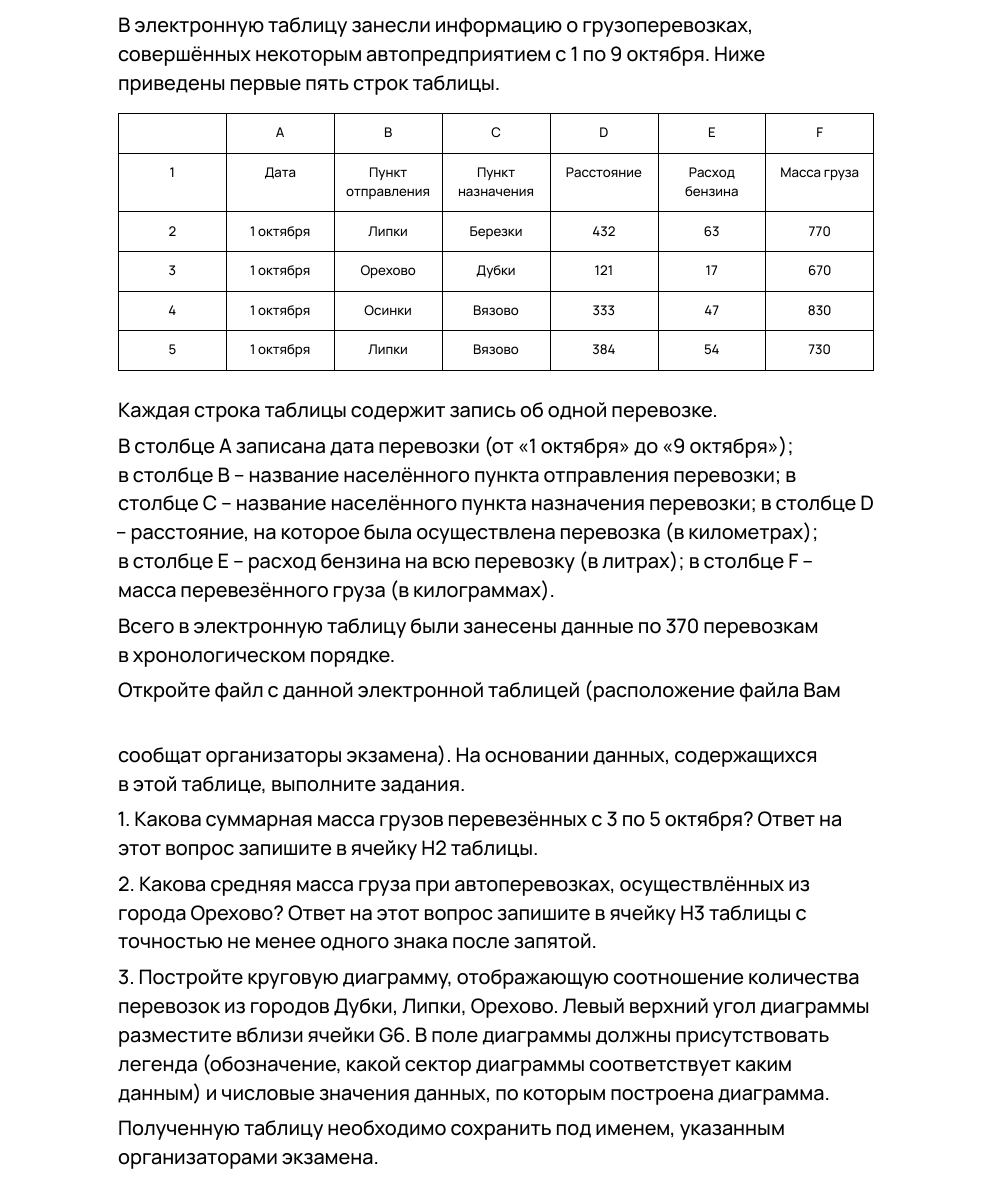 В электронную таблицу занесли информацию о грузоперевозках,
совершённых некоторым автопредприятием с 1 по 9 октября. Ниже
приведены первые пять строк таблицы.
A B C D E F
1 Дата Пункт отправления Пункт назначения Расстояние Расход бензина Масса груза
2 1 октября Липки Березки 432 63 770
3 1 октября Орехово Дубки 121 17 670
4 1 октября Осинки Вязово 333 47 830
5 1 октября Липки Вязово 384 54 730
Каждая строка таблицы содержит запись об одной перевозке.
В столбце A записана дата перевозки (от «1 октября» до «9 октября»);
в столбце B – название населённого пункта отправления перевозки; в
столбце C – название населённого пункта назначения перевозки; в столбце D
– расстояние, на которое была осуществлена перевозка (в километрах);
в столбце E – расход бензина на всю перевозку (в литрах); в столбце F –
масса перевезённого груза (в килограммах).
Всего в электронную таблицу были занесены данные по 370 перевозкам
в хронологическом порядке.
Откройте файл с данной электронной таблицей (расположение файла Вам
сообщат организаторы экзамена). На основании данных, содержащихся
в этой таблице, выполните задания.
1. Какова суммарная масса грузов перевезённых с 3 по 5 октября? Ответ на
этот вопрос запишите в ячейку H2 таблицы.
2. Какова средняя масса груза при автоперевозках, осуществлённых из
города Орехово? Ответ на этот вопрос запишите в ячейку H3 таблицы с
точностью не менее одного знака после запятой.
3. Постройте круговую диаграмму, отображающую соотношение количества
перевозок из городов Дубки, Липки, Орехово. Левый верхний угол диаграммы
разместите вблизи ячейки G6. В поле диаграммы должны присутствовать
легенда (обозначение, какой сектор диаграммы соответствует каким
данным) и числовые значения данных, по которым построена диаграмма.
Полученную таблицу необходимо сохранить под именем, указанным
организаторами экзамена.